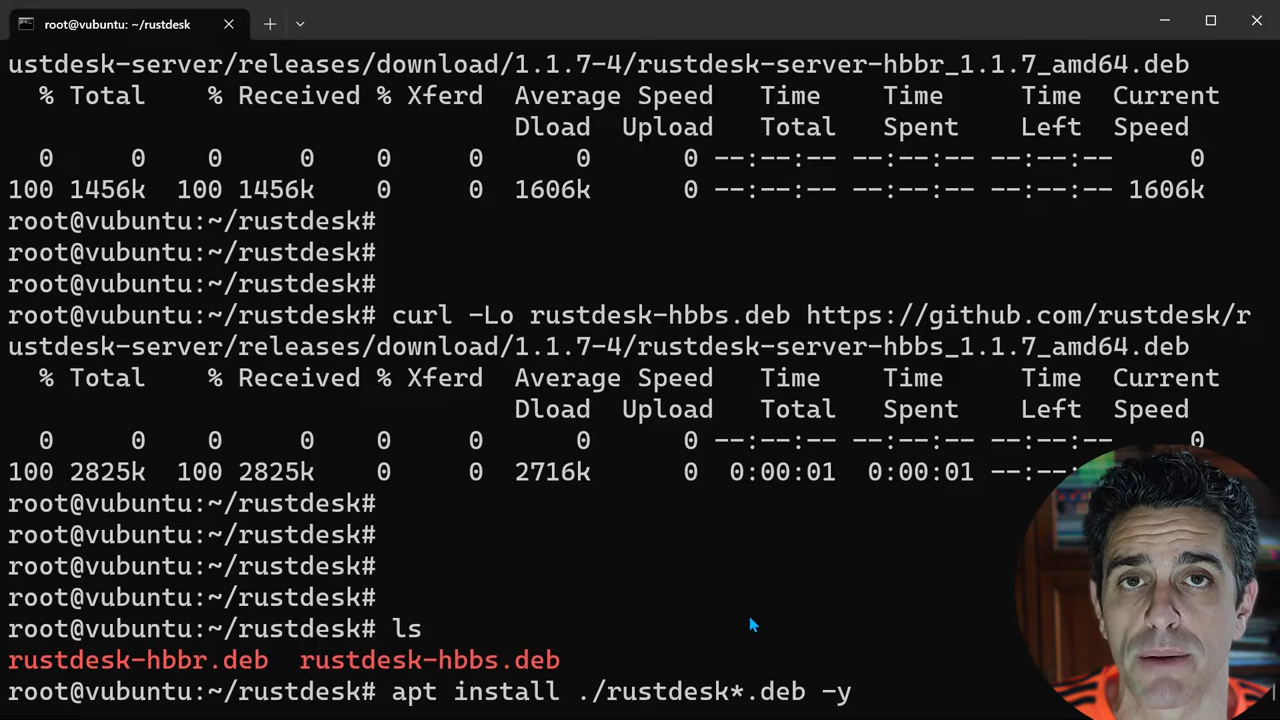 root@vubuntu: ~/rustdesk
ustdesk-server/releases/download/1.1.7-4/rustdesk-server-hbbr_1.1.7_amd64.deb
% Total % Received % Xferd Average Speed Time Time Time Current
Dload Upload Total Spent Left Speed
0 0 0 0 0 0 0 0 --:--:-- --:--:-- --:--:-- 0
100 1456k 100 1456k 0 0 1606k 0 --:--:-- --:--:-- --:--:-- 1606k
root@vubuntu:~/rustdesk#
root@vubuntu:~/rustdesk#
root@vubuntu:~/rustdesk#
root@vubuntu:~/rustdesk# curl -Lo rustdesk-hbbs.deb https://github.com/rustdesk/r
ustdesk-server/releases/download/1.1.7-4/rustdesk-server-hbbs_1.1.7_amd64.deb
% Total % Received % Xferd Average Speed Time Time Time Current
Dload Upload Total Spent Left Speed
0 0 0 0 0 0 0 0 --:--:-- --:--:-- --:--:-- 0
100 2825k 100 2825k 0 0 2716k 0 0:00:01 0:00:01 --:--:--
root@vubuntu:~/rustdesk#
root@vubuntu:~/rustdesk#
root@vubuntu:~/rustdesk#
root@vubuntu:~/rustdesk#
root@vubuntu:~/rustdesk# ls
rustdesk-hbbr.deb rustdesk-hbbs.deb
root@vubuntu:~/rustdesk# apt install ./rustdesk*.deb -y